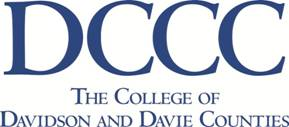 DCCC
THE COLLEGE OF
DAVIDSON AND DAVIE COUNTIES